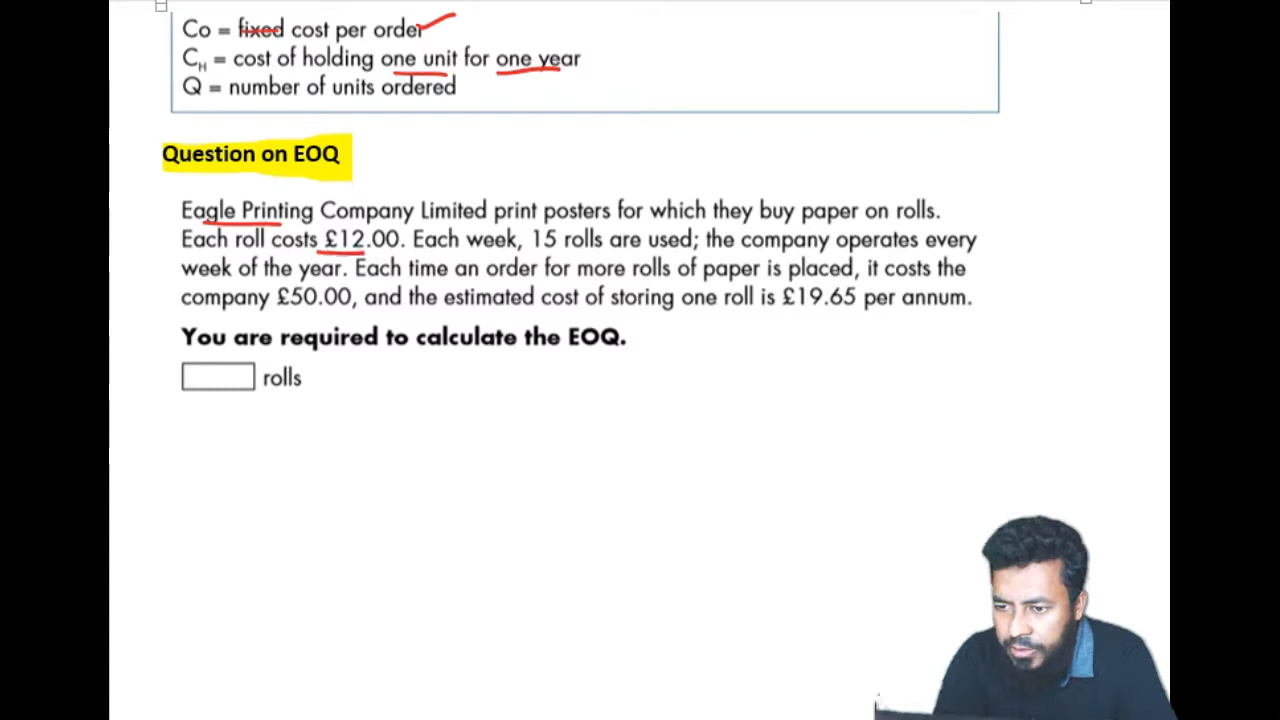 Co = fixed cost per order
CH = cost of holding one unit for one year
Q = number of units ordered
Question on EOQ
Eagle Printing Company Limited print posters for which they buy paper on rolls.
Each roll costs £12.00. Each week, 15 rolls are used; the company operates every
week of the year. Each time an order for more rolls of paper is placed, it costs the
company £50.00, and the estimated cost of storing one roll is £19.65 per annum.
You are required to calculate the EOQ.
rolls